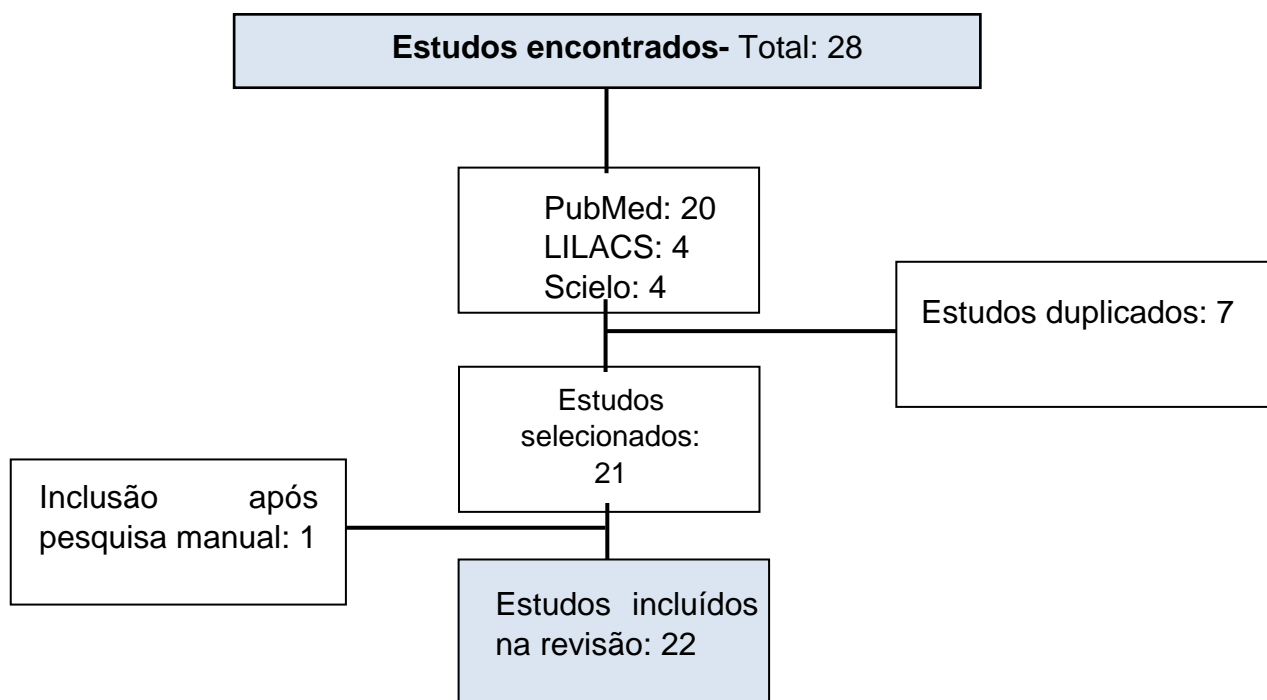 Estudos encontrados- Total: 28
PubMed: 20
LILACS: 4
Scielo: 4
Estudos duplicados: 7
Estudos
selecionados:
21
Inclusão após
pesquisa manual: 1
Estudos incluídos
na revisão: 22